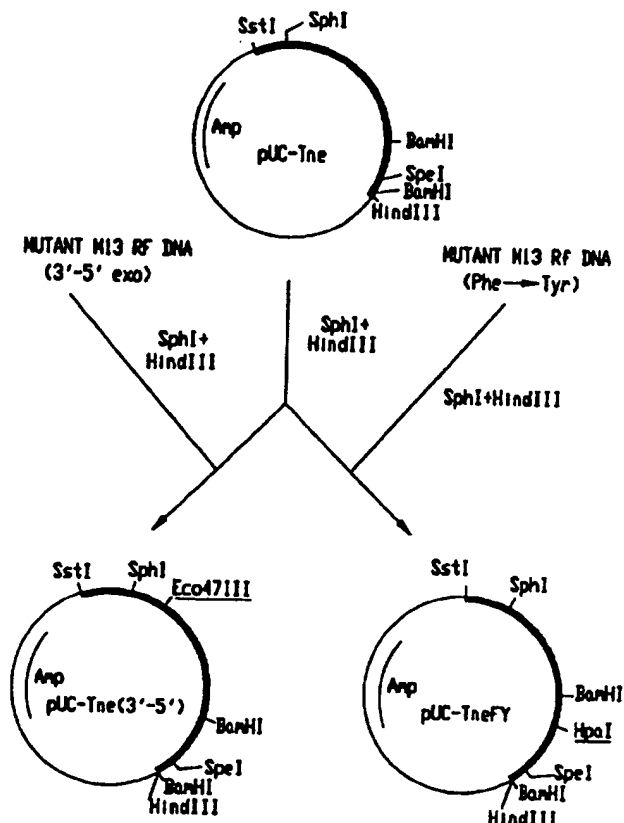 SstI
SphI
Amp
pUC-Tne
BamHI
SpeI
BamHI
HindIII
MUTANT M13 RF DNA
(3'-5' exo)
MUTANT M13 RF DNA
(Phe→Tyr)
SphI+
HindIII
SphI+
HindIII
SphI+HindIII
SstI
SphI
Eco47III
Amp
pUC-Tne(3'-5')
BamHI
SpeI
BamHI
HindIII
SstI
SphI
Amp
pUC-TneFY
BamHI
HpaI
SpeI
BamHI
HindIII